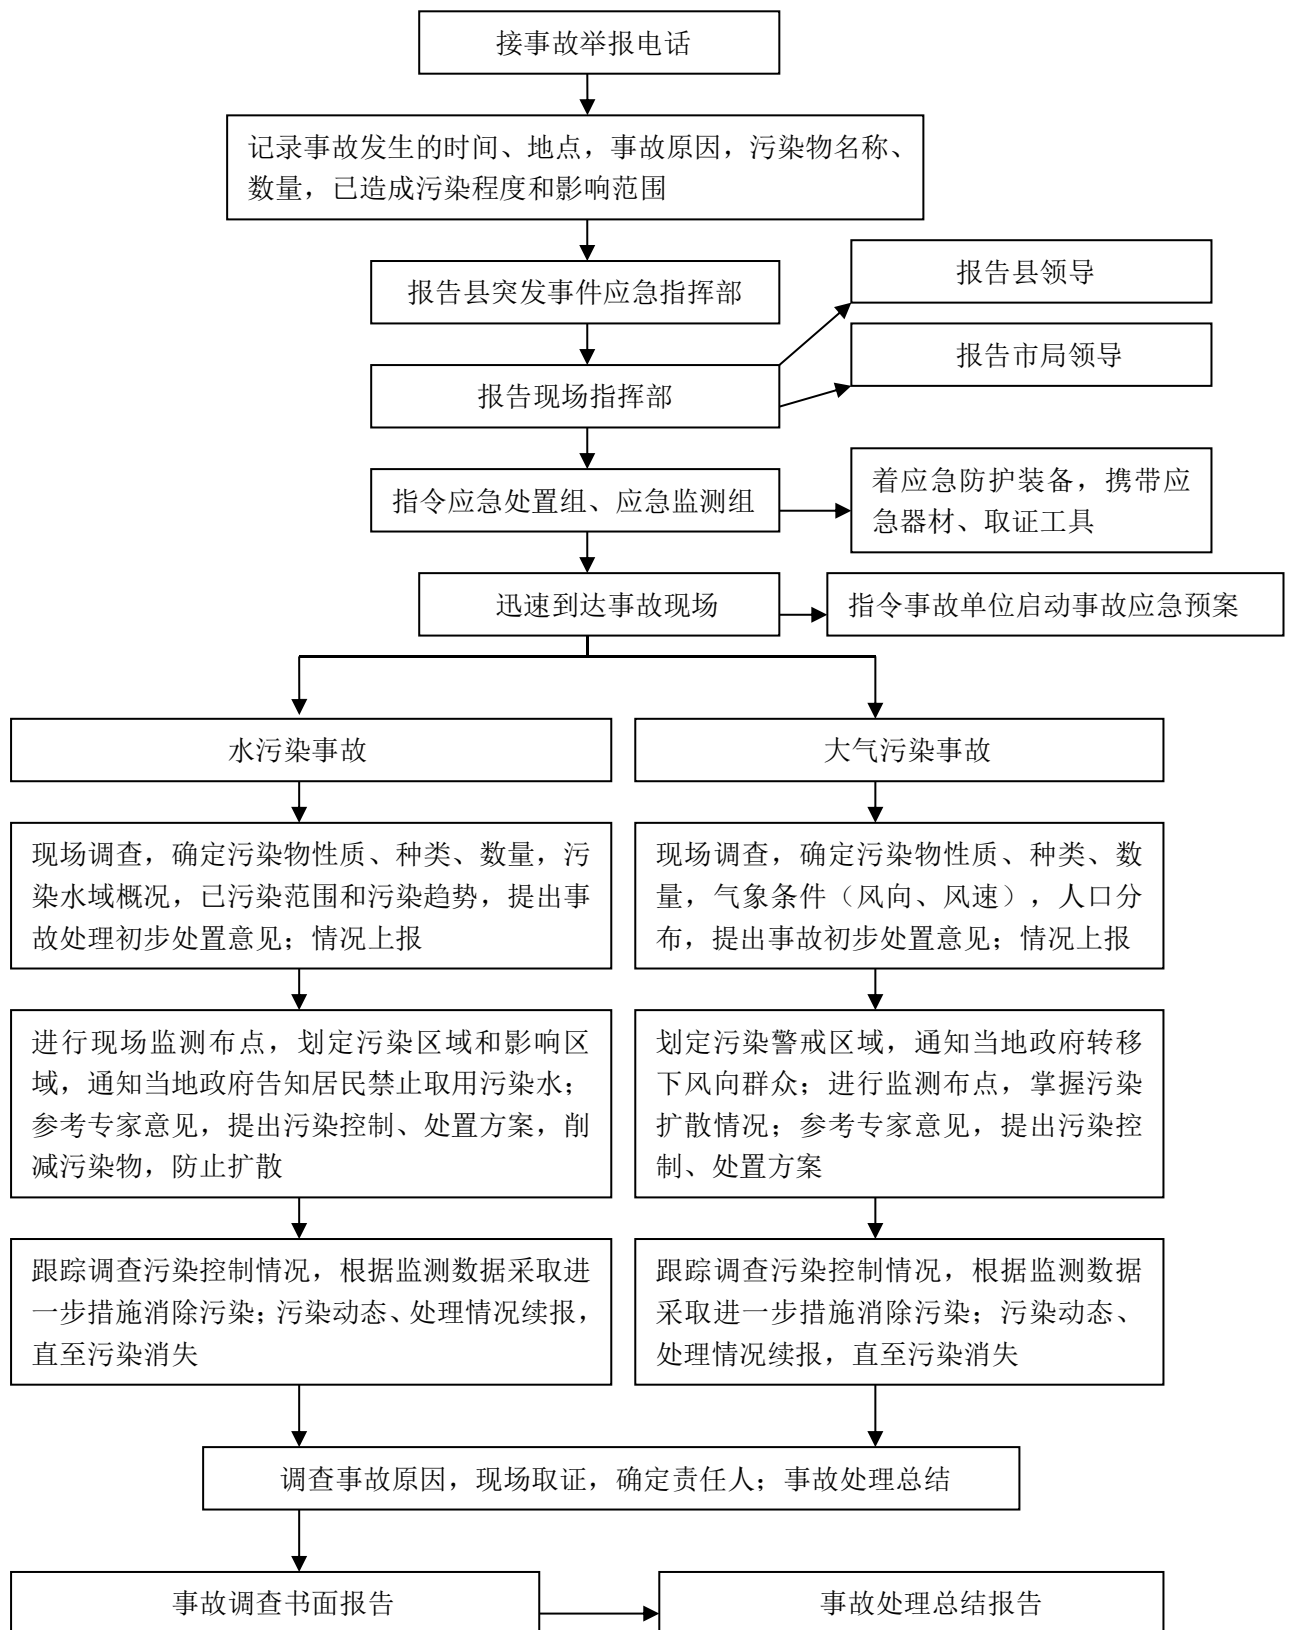 接事故举报电话
记录事故发生的时间、地点，事故原因，污染物名称、
数量，已造成污染程度和影响范围
报告县突发事件应急指挥部
报告县领导
报告市局领导
报告现场指挥部
指令应急处置组、应急监测组
着应急防护装备，携带应
急器材、取证工具
迅速到达事故现场
指令事故单位启动事故应急预案
水污染事故
大气污染事故
现场调查，确定污染物性质、种类、数量，污
染水域概况，已污染范围和污染趋势，提出事
故处理初步处置意见；情况上报
现场调查，确定污染物性质、种类、数
量，气象条件（风向、风速），人口分
布，提出事故初步处置意见；情况上报
进行现场监测布点，划定污染区域和影响区
域，通知当地政府告知居民禁止取用污染水；
参考专家意见，提出污染控制、处置方案，削
减污染物，防止扩散
划定污染警戒区域，通知当地政府转移
下风向群众；进行监测布点，掌握污染
扩散情况；参考专家意见，提出污染控
制、处置方案
跟踪调查污染控制情况，根据监测数据采取进
一步措施消除污染；污染动态、处理情况续报，
直至污染消失
跟踪调查污染控制情况，根据监测数据
采取进一步措施消除污染；污染动态、
处理情况续报，直至污染消失
调查事故原因，现场取证，确定责任人；事故处理总结
事故调查书面报告
事故处理总结报告